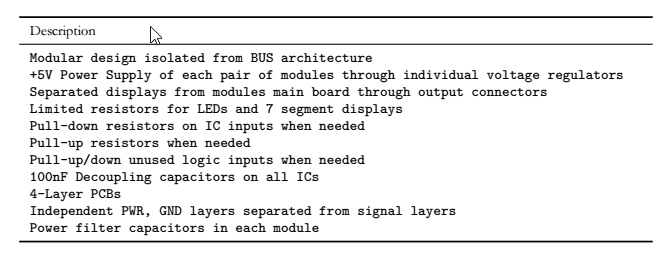 Description
Modular design isolated from BUS architecture
+5V Power Supply of each pair of modules through individual voltage regulators
Separated displays from modules main board through output connectors
Limited resistors for LEDs and 7 segment displays
Pull-down resistors on IC inputs when needed
Pull-up resistors when needed
Pull-up/down unused logic inputs when needed
100nF Decoupling capacitors on all ICs
4-Layer PCBs
Independent PWR, GND layers separated from signal layers
Power filter capacitors in each module